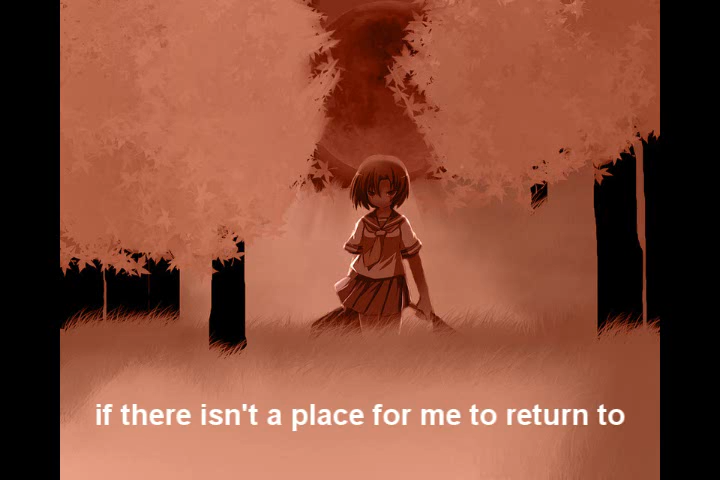 if there isn't a place for me to return to